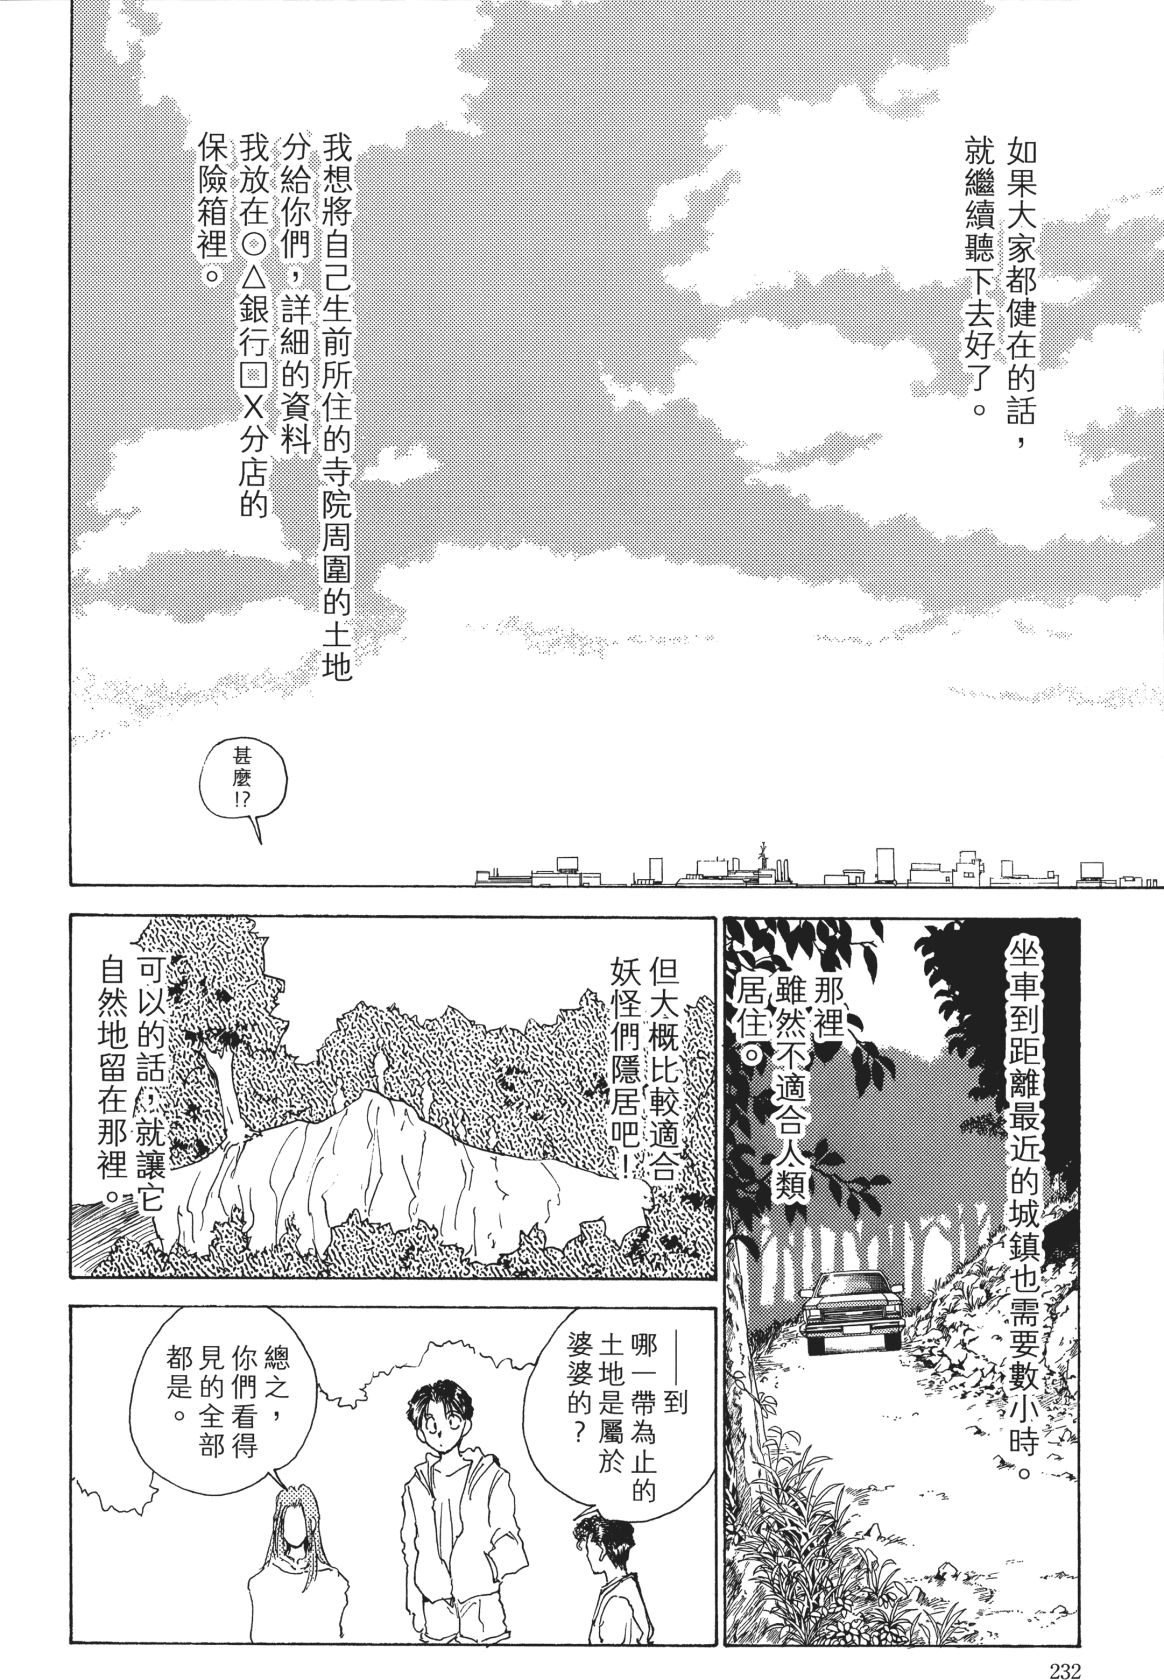 如果大家都健在的話，
就繼續聽下去好了。
我想將自己生前所住的寺院周圍的土地
分給你們，詳細的資料
我放在◎△銀行回X分店的
保險箱裡。
甚麼!?
坐車到距離最近的城鎮也需要數小時。
那裡
雖然不適合人類
居住。
但大概比較適合
妖怪們隱居吧！
可以的話，就讓它
自然地留在那裡。
——到
哪一帶為止的
土地是屬於
婆婆的？
總之，
你們看得
見的全部
都是。
232